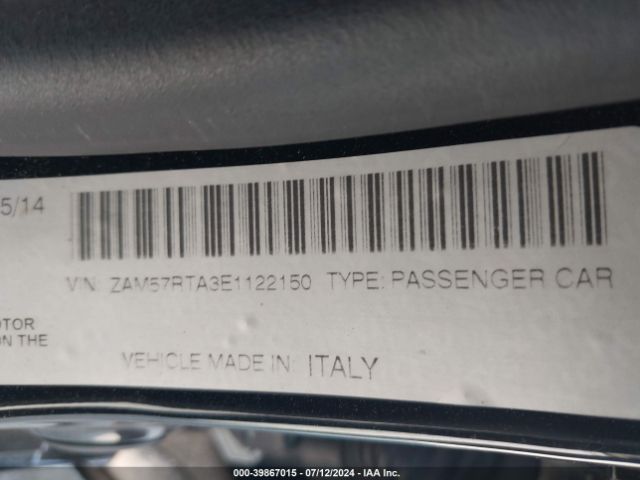 5/14
VIN: ZAM57RTA3E1122150 TYPE: PASSENGER CAR
OTOR
ON THE
VEHICLE MADE IN: ITALY
000-39867015 - 07/12/2024 - IAA Inc.